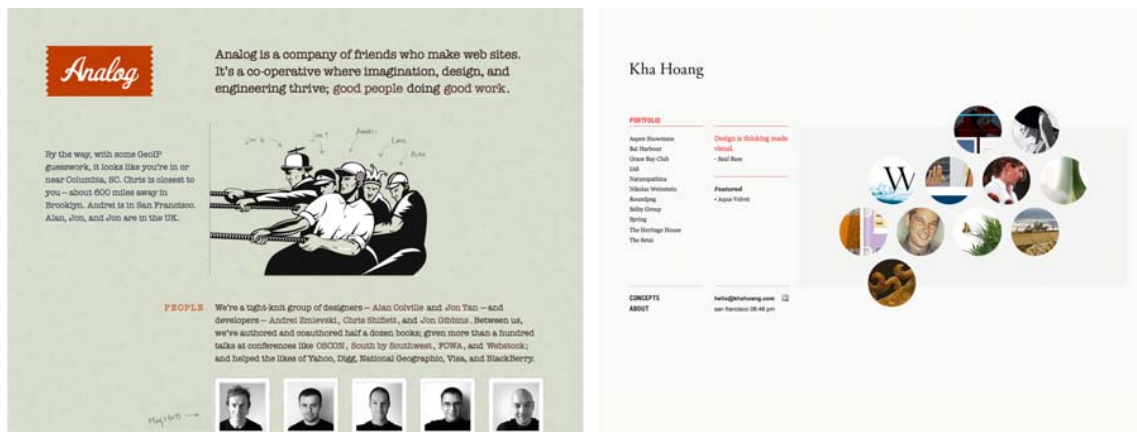 Analog
Analog is a company of friends who make web sites.
It's a co-operative where imagination, design, and
engineering thrive; good people doing good work.
By the way, with some GeoIP
guesswork, it looks like you're in or
near Columbia, SC. Chris is closest to
you — about 600 miles away in
Brooklyn. Andrei is in San Francisco.
Alan, Jon, and Jon are in the UK.
PEOPLE
We're a tight-knit group of designers — Alan Colville and Jon Tan — and
developers — Andrei Zmievski, Chris Shiflett, and Jon Gibbins. Between us,
we've authored and coauthored half a dozen books; given more than a hundred
talks at conferences like OSCON, South by Southwest, FOWA, and Webstock;
and helped the likes of Yahoo, Digg, National Geographic, Visa, and BlackBerry.
Kha Hoang
PORTFOLIO
Aspen Snowmass
Bal Harbour
Grace Bay Club
IAB
Naturopathica
Nikolas Weinstein
Roundpeg
Selby Group
Spring
The Heritage House
The Retai
Design is thinking made
visual.
- Saul Bass
Featured
• Aqua-Velvet
W
CONCEPTS
ABOUT
hello@khahoang.com
san francisco 08:46 pm